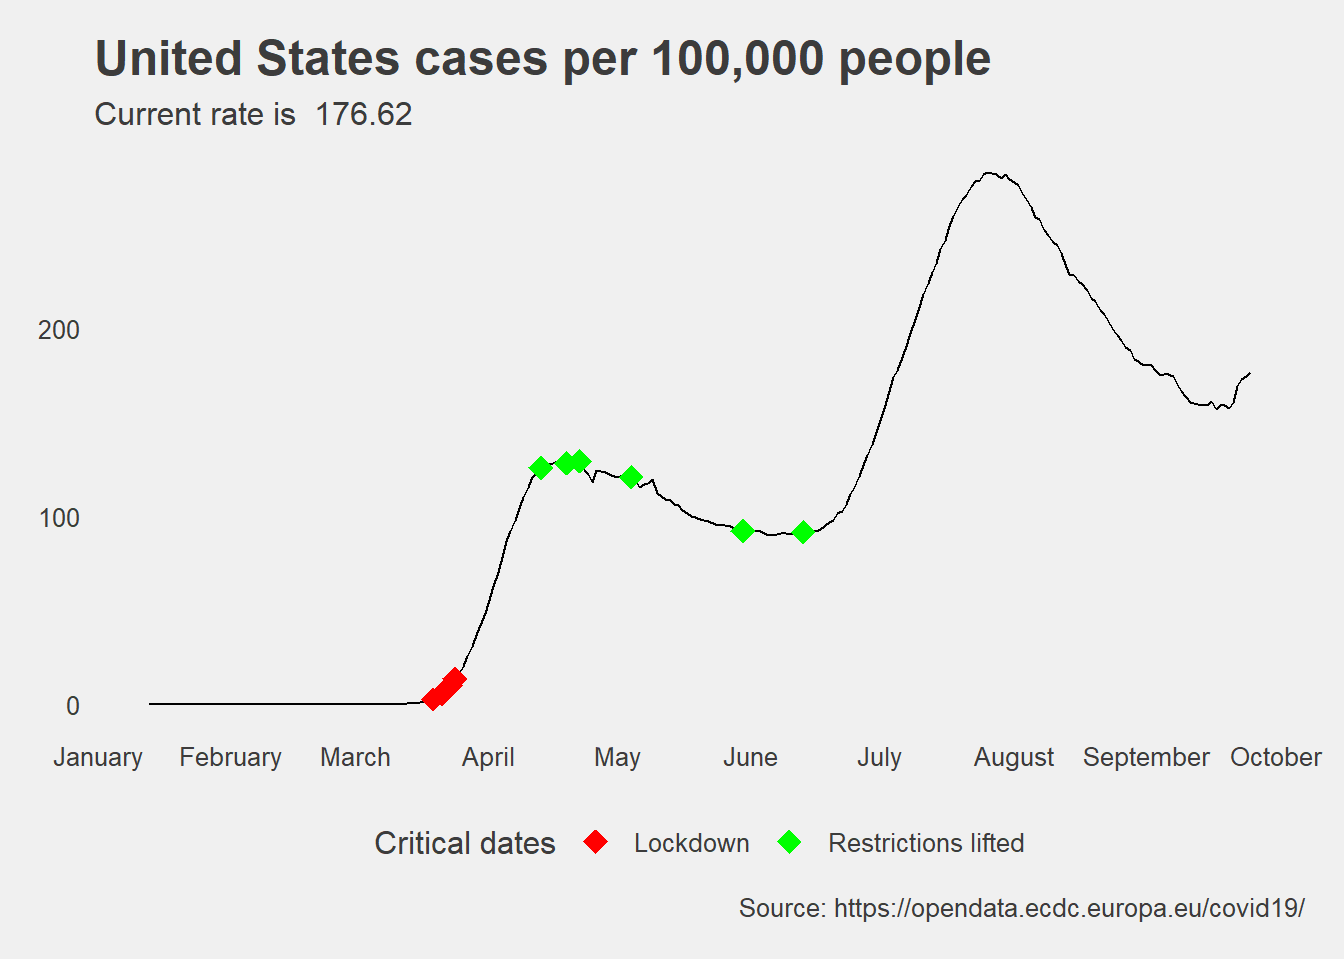 United States cases per 100,000 people
Current rate is  176.62
200
100
0
January February March April May June July August September October
Critical dates Lockdown Restrictions lifted
Source: https://opendata.ecdc.europa.eu/covid19/